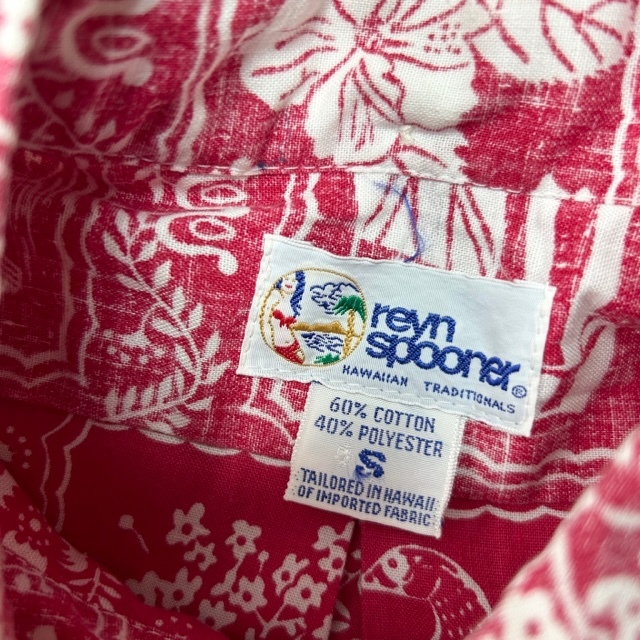 reyn
spooner®
HAWAIIAN TRADITIONALS
60% COTTON
40% POLYESTER
S
TAILORED IN HAWAII
OF IMPORTED FABRIC